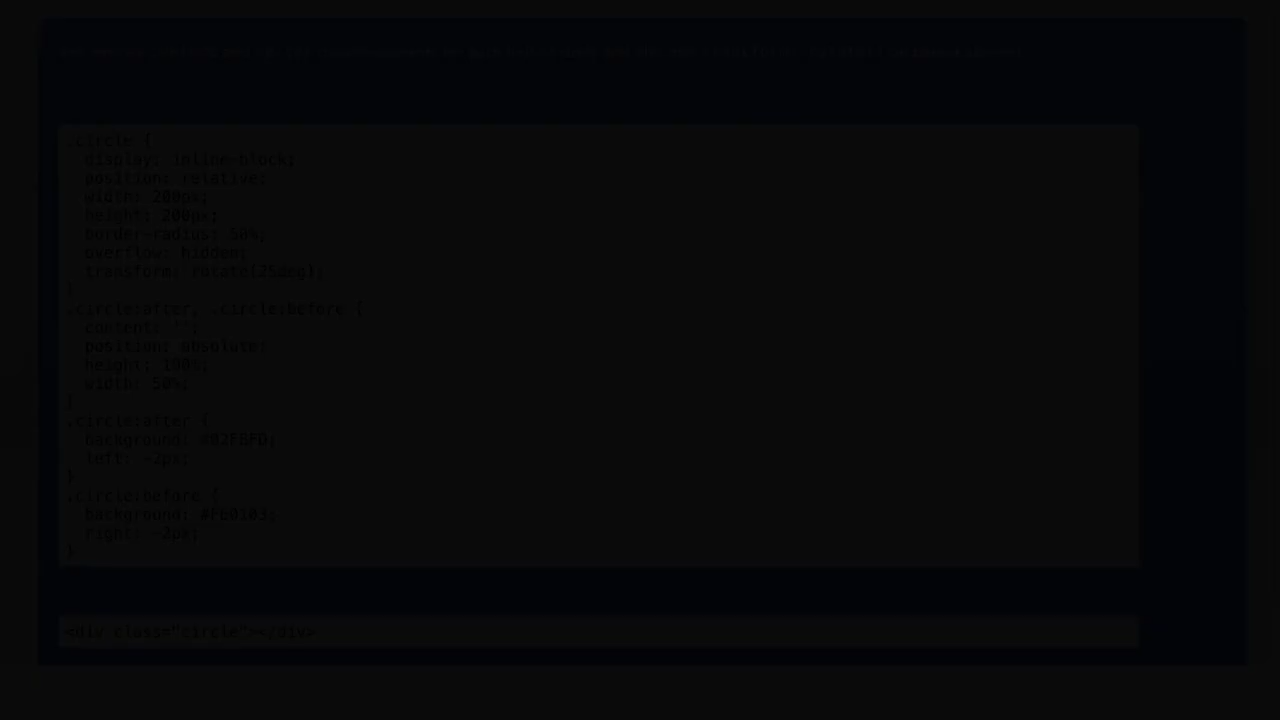 .circle {
  display: inline-block;
  position: relative;
  width: 200px;
  height: 200px;
  border-radius: 50%;
  overflow: hidden;
  transform: rotate(25deg);
}
.circle:after, .circle:before {
  content: '';
  position: absolute;
  height: 100%;
  width: 50%;
}
.circle:after {
  background:
  left: -2px;
}
.circle:before {
  background:
  right: -2px;
}
<div class="circle"></div>